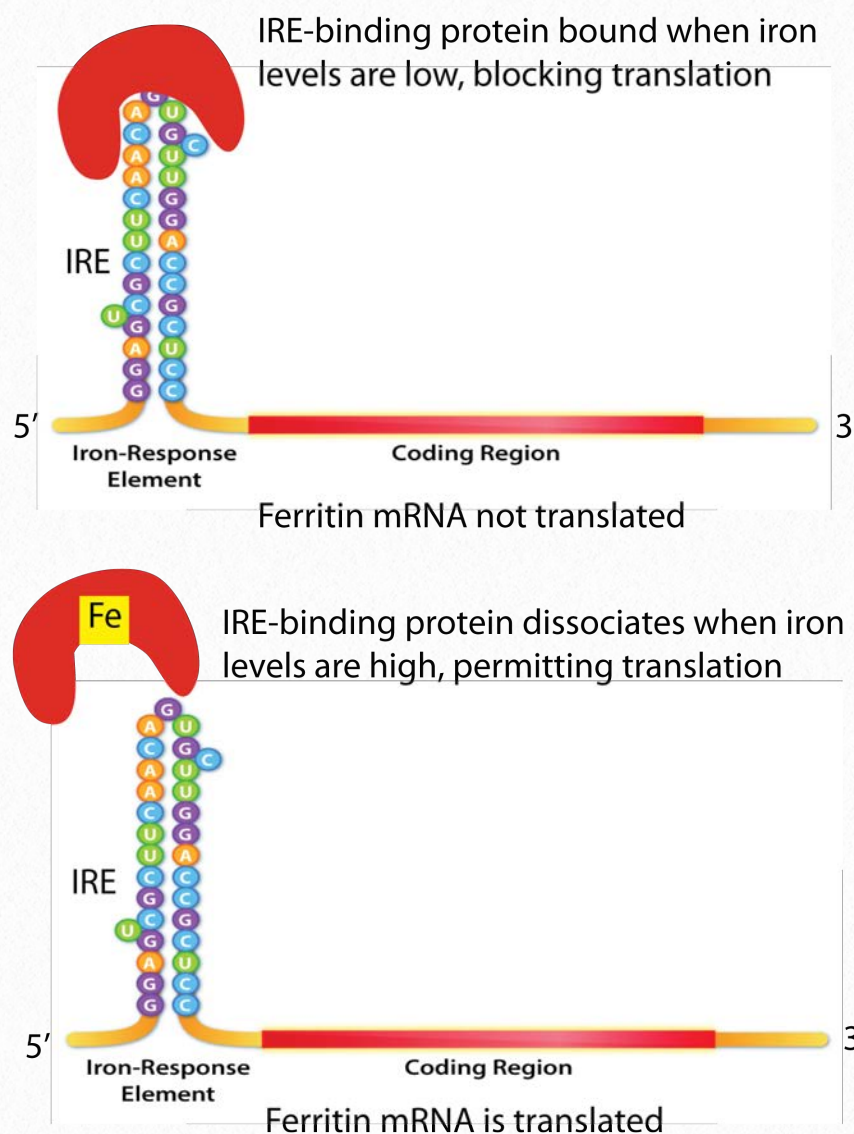 IRE-binding protein bound when iron
levels are low, blocking translation
G
A U
C G
C
A U
A U
C G
U G
U A
IRE
C C
G C
C G
U
G C
A U
G C
G C
5′
3
Iron-Response
Element
Coding Region
Ferritin mRNA not translated
Fe
IRE-binding protein dissociates when iron
levels are high, permitting translation
G
A U
C G
C
A U
A U
C G
U G
U A
IRE
C C
G C
C G
U
G C
A U
G C
G C
5′
3
Iron-Response
Element
Coding Region
Ferritin mRNA is translated